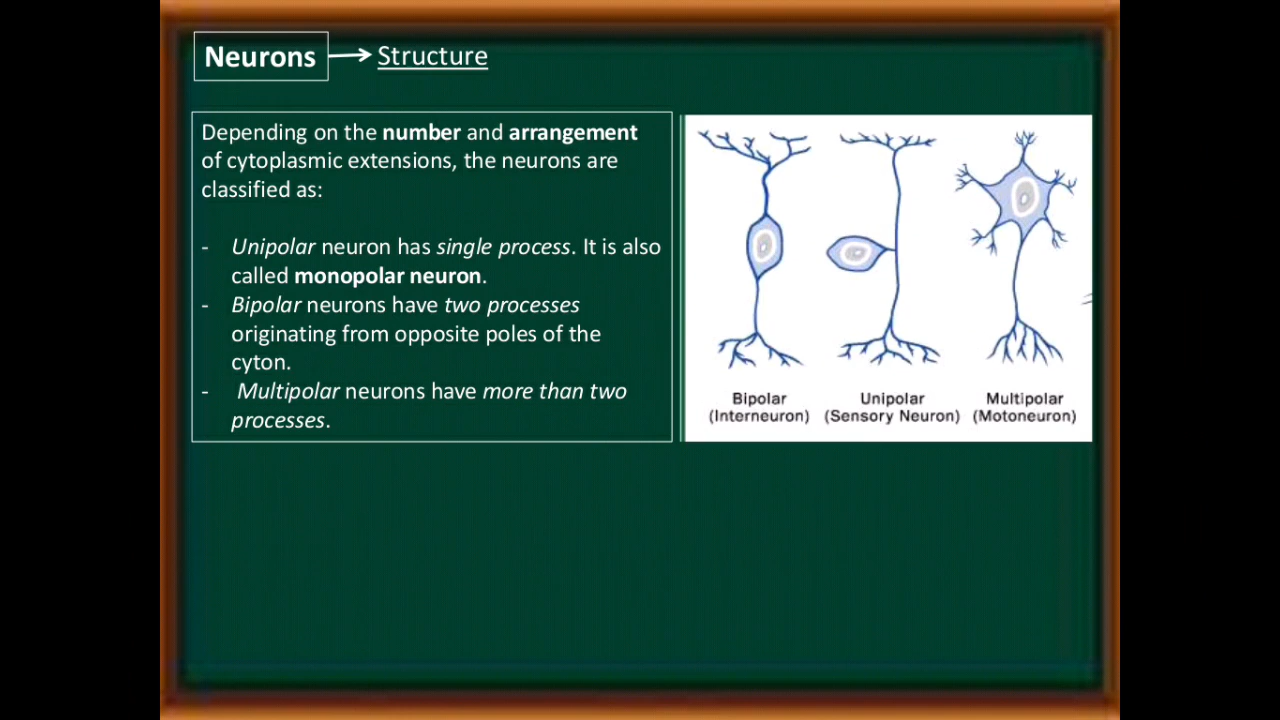 Neurons → Structure
Depending on the number and arrangement
of cytoplasmic extensions, the neurons are
classified as:
- Unipolar neuron has single process. It is also
called monopolar neuron.
- Bipolar neurons have two processes
originating from opposite poles of the
cyton.
- Multipolar neurons have more than two
processes.
Bipolar
(Interneuron)
Unipolar
(Sensory Neuron)
Multipolar
(Motoneuron)